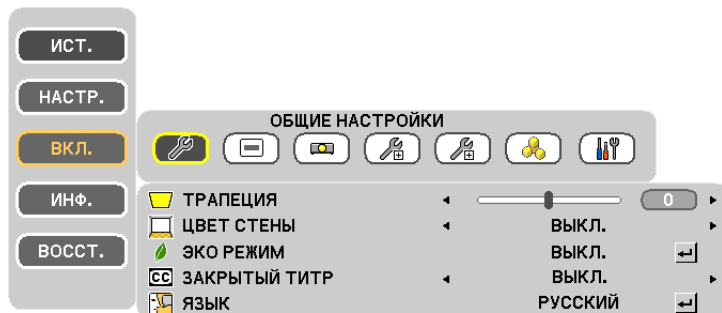 ИСТ.
НАСТР.
ВКЛ.
ИНФ.
ВОССТ.
ОБЩИЕ НАСТРОЙКИ
ТРАПЕЦИЯ 0
ЦВЕТ СТЕНЫ ВЫКЛ.
ЭКО РЕЖИМ ВЫКЛ.
CC ЗАКРЫТЫЙ ТИТР ВЫКЛ.
ЯЗЫК РУССКИЙ